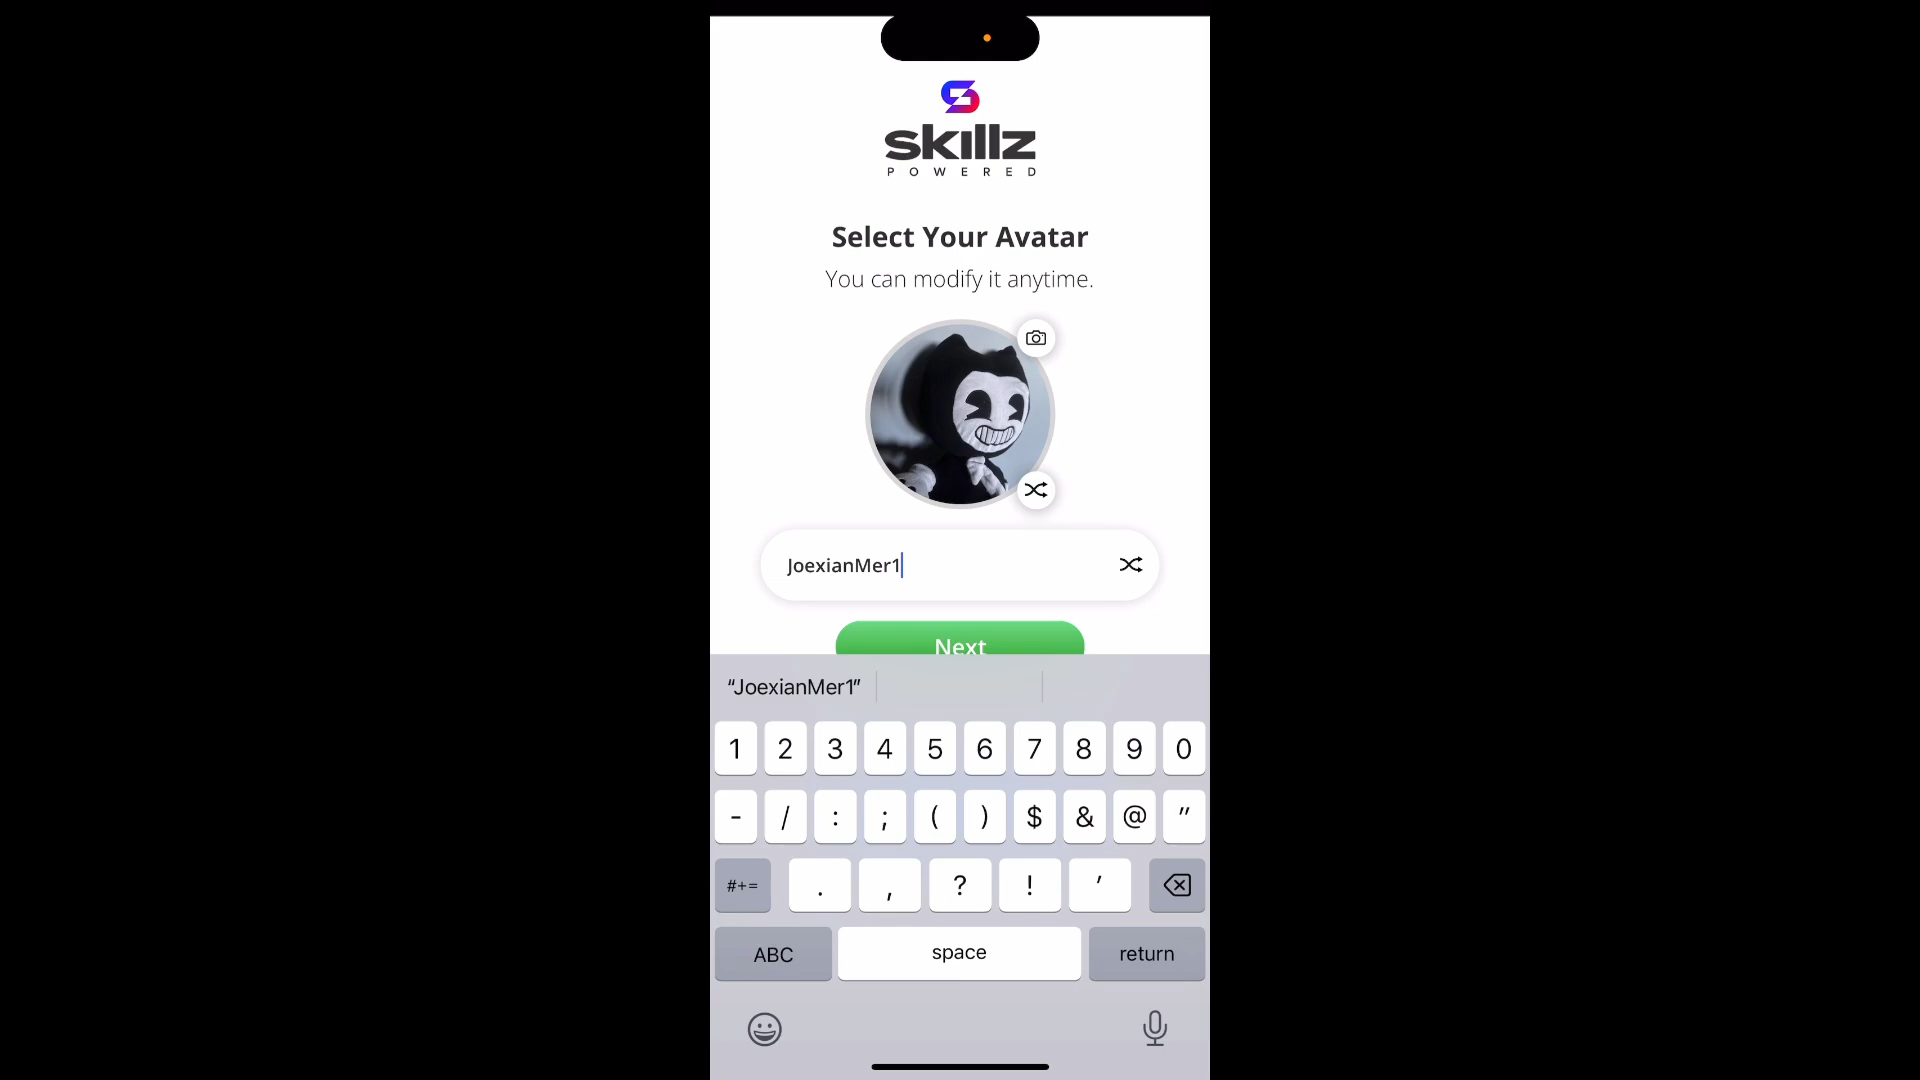 skillz
POWERED
Select Your Avatar
You can modify it anytime.
JoexianMer1
Next
“JoexianMer1”
1 2 3 4 5 6 7 8 9 0
- / : ; ( ) $ & @ "
#+= . , ? ! ’
ABC space return